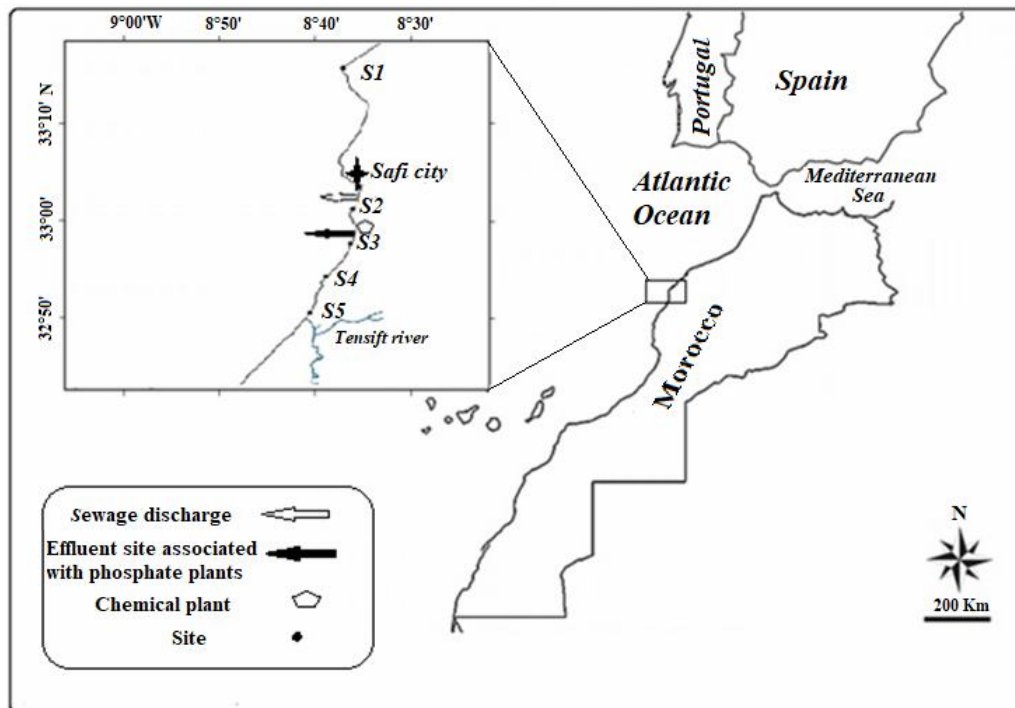 9°00'W
8°50'
8°40'
8°30'
33°10' N
33°00'
32°50'
S1
Safi city
S2
S3
S4
S5
Tensift river
Portugal
Spain
Atlantic
Ocean
Mediterranean
Sea
Morocco
Sewage discharge
Effluent site associated
with phosphate plants
Chemical plant
Site
N
200 Km